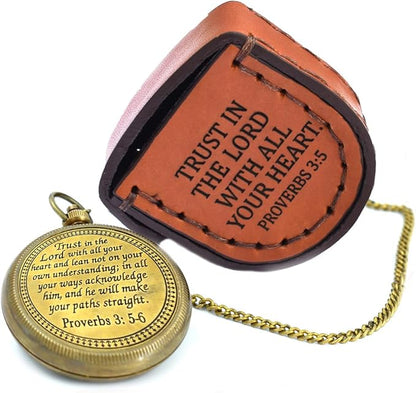 TRUST IN
THE LORD
WITH ALL
YOUR HEART.
PROVERBS 3:5
Trust in the
Lord with all your
heart and lean not on your
own understanding; in all
your ways acknowledge
him, and he will make
your paths straight.
Proverbs 3: 5-6